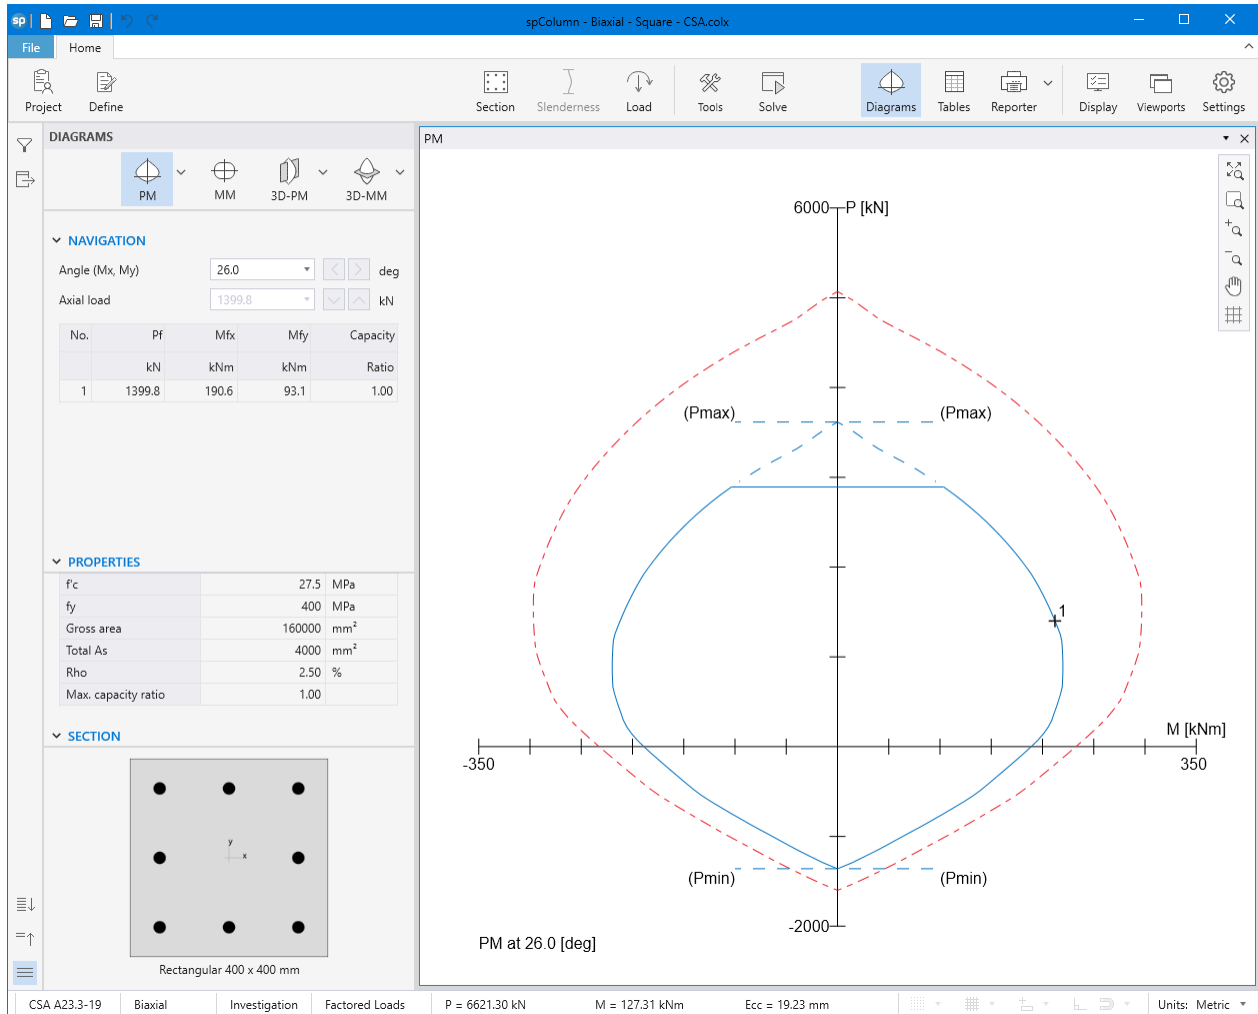 sp
spColumn - Biaxial - Square - CSA.colx
File Home
Project Define Section Slenderness Load Tools Solve Diagrams Tables Reporter Display Viewports Settings
DIAGRAMS
PM MM 3D-PM 3D-MM
NAVIGATION
Angle (Mx, My) 26.0 deg
Axial load 1399.8 kN
No. Pf Mfx Mfy Capacity
kN kNm kNm Ratio
1 1399.8 190.6 93.1 1.00
PROPERTIES
f'c 27.5 MPa
fy 400 MPa
Gross area 160000 mm²
Total As 4000 mm²
Rho 2.50 %
Max. capacity ratio 1.00
SECTION
y
x
Rectangular 400 x 400 mm
PM
6000 P [kN]
(Pmax) (Pmax)
1
M [kNm]
-350 350
(Pmin) (Pmin)
-2000
PM at 26.0 [deg]
CSA A23.3-19 Biaxial Investigation Factored Loads P = 6621.30 kN M = 127.31 kNm Ecc = 19.23 mm Units: Metric